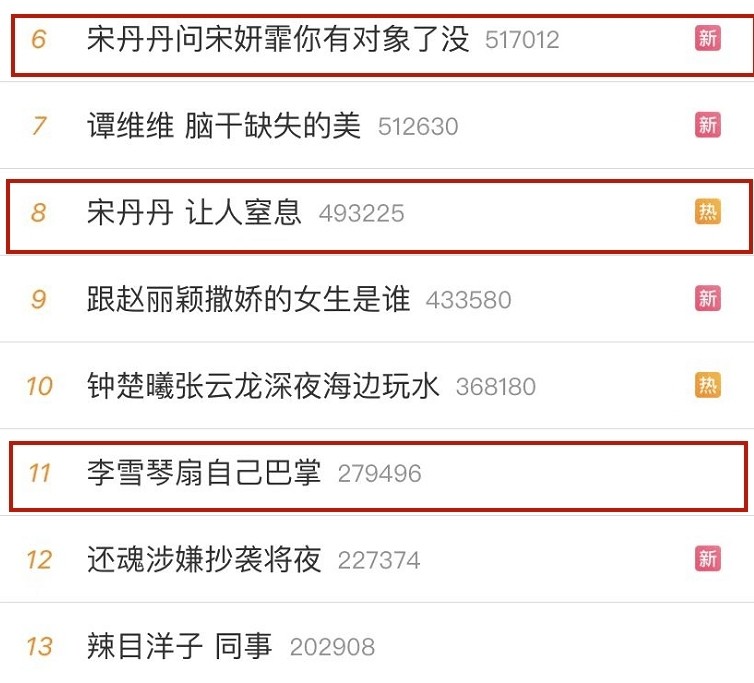 6 宋丹丹问宋妍霏你有对象了没 517012 新
7 谭维维 脑干缺失的美 512630 新
8 宋丹丹 让人窒息 493225 热
9 跟赵丽颖撒娇的女生是谁 433580 新
10 钟楚曦张云龙深夜海边玩水 368180 热
11 李雪琴扇自己巴掌 279496
12 还魂涉嫌抄袭将夜 227374 新
13 辣目洋子 同事 202908